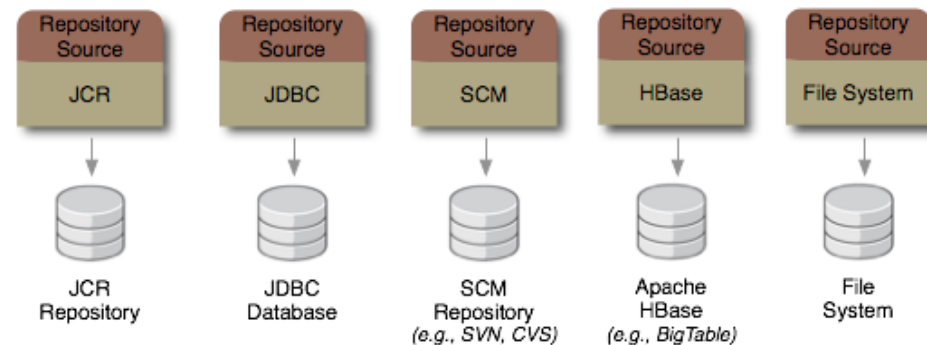 Repository
Source
JCR
Repository
Source
JDBC
Repository
Source
SCM
Repository
Source
HBase
Repository
Source
File System
JCR
Repository
JDBC
Database
SCM
Repository
(e.g., SVN, CVS)
Apache
HBase
(e.g., BigTable)
File
System